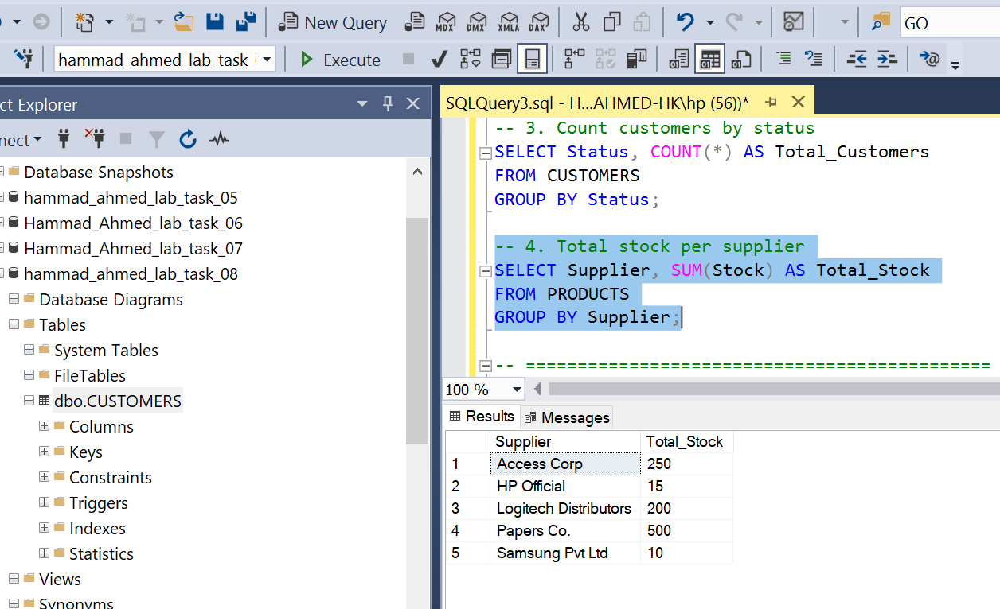 New Query
MDX
DMX
XMLA
DAX
GO
hammad_ahmed_lab_task_
Execute
ct Explorer
SQLQuery3.sql - H...AHMED-HK\hp (56))*
nect
Database Snapshots
hammad_ahmed_lab_task_05
Hammad_Ahmed_lab_task_06
Hammad_Ahmed_lab_task_07
hammad_ahmed_lab_task_08
Database Diagrams
Tables
System Tables
FileTables
dbo.CUSTOMERS
Columns
Keys
Constraints
Triggers
Indexes
Statistics
Views
Synonyms
-- 3. Count customers by status
SELECT Status, COUNT(*) AS Total_Customers
FROM CUSTOMERS
GROUP BY Status;
-- 4. Total stock per supplier
SELECT Supplier, SUM(Stock) AS Total_Stock
FROM PRODUCTS
GROUP BY Supplier;
-- =============================================
100 %
Results Messages
Supplier Total_Stock
1 Access Corp 250
2 HP Official 15
3 Logitech Distributors 200
4 Papers Co. 500
5 Samsung Pvt Ltd 10